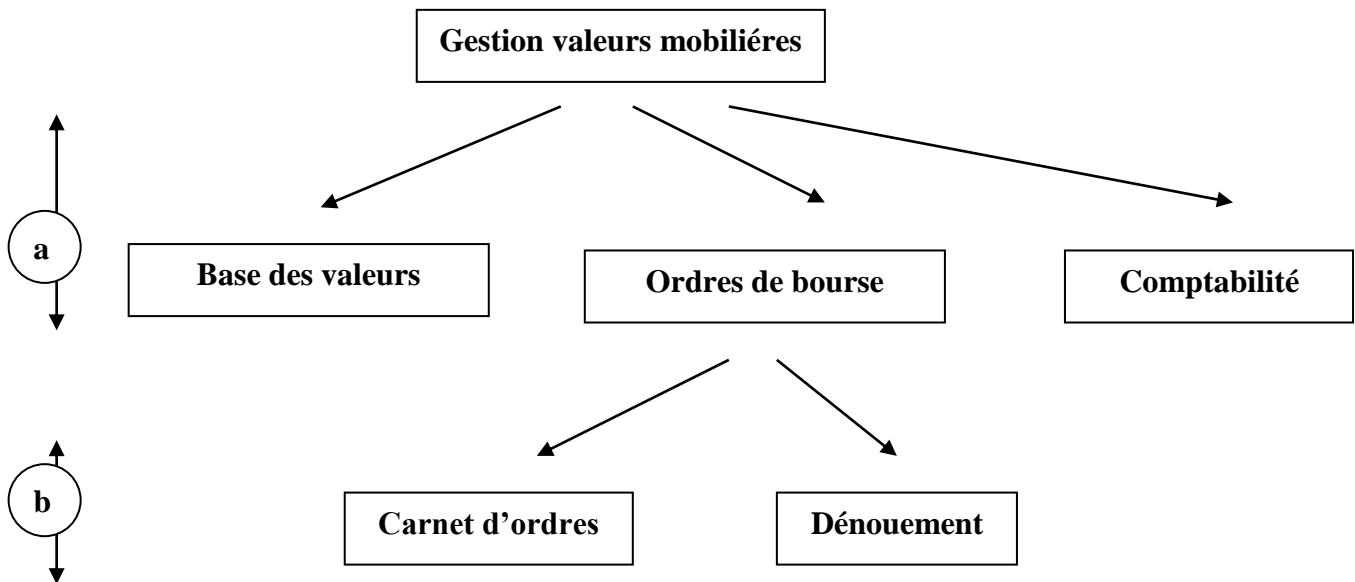 Gestion valeurs mobiliéres
a
Base des valeurs
Ordres de bourse
Comptabilité
b
Carnet d’ordres
Dénouement